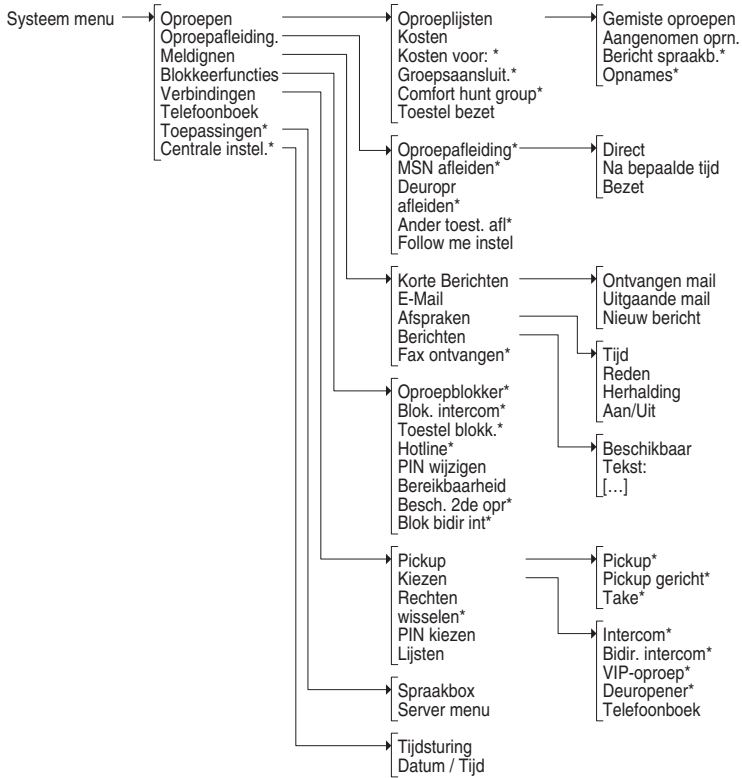 Systeem menu
Oproepen
Oproepafleiding.
Meldignen
Blokkeerfuncties
Verbindingen
Telefoonboek
Toepassingen*
Centrale instel.*
Oproeplijsten
Kosten
Kosten voor: *
Groepsaansluit.*
Comfort hunt group*
Toestel bezet
Gemiste oproepen
Aangenomen oprn.
Bericht spraakb.*
Opnames*
Oproepafleiding*
MSN afleiden*
Deuropr
afleiden*
Ander toest. afl*
Follow me instel
Direct
Na bepaalde tijd
Bezet
Korte Berichten
E-Mail
Afspraken
Berichten
Fax ontvangen*
Ontvangen mail
Uitgaande mail
Nieuw bericht
Tijd
Reden
Herhalding
Aan/Uit
Oproepblokker*
Blok. intercom*
Toestel blokk.*
Hotline*
PIN wijzigen
Bereikbaarheid
Besch. 2de opr*
Blok bidir int*
Beschikbaar
Tekst:
[…]
Pickup
Kiezen
Rechten
wisselen*
PIN kiezen
Lijsten
Pickup*
Pickup gericht*
Take*
Intercom*
Bidir. intercom*
VIP-oproep*
Deuropener*
Telefoonboek
Spraakbox
Server menu
Tijdsturing
Datum / Tijd